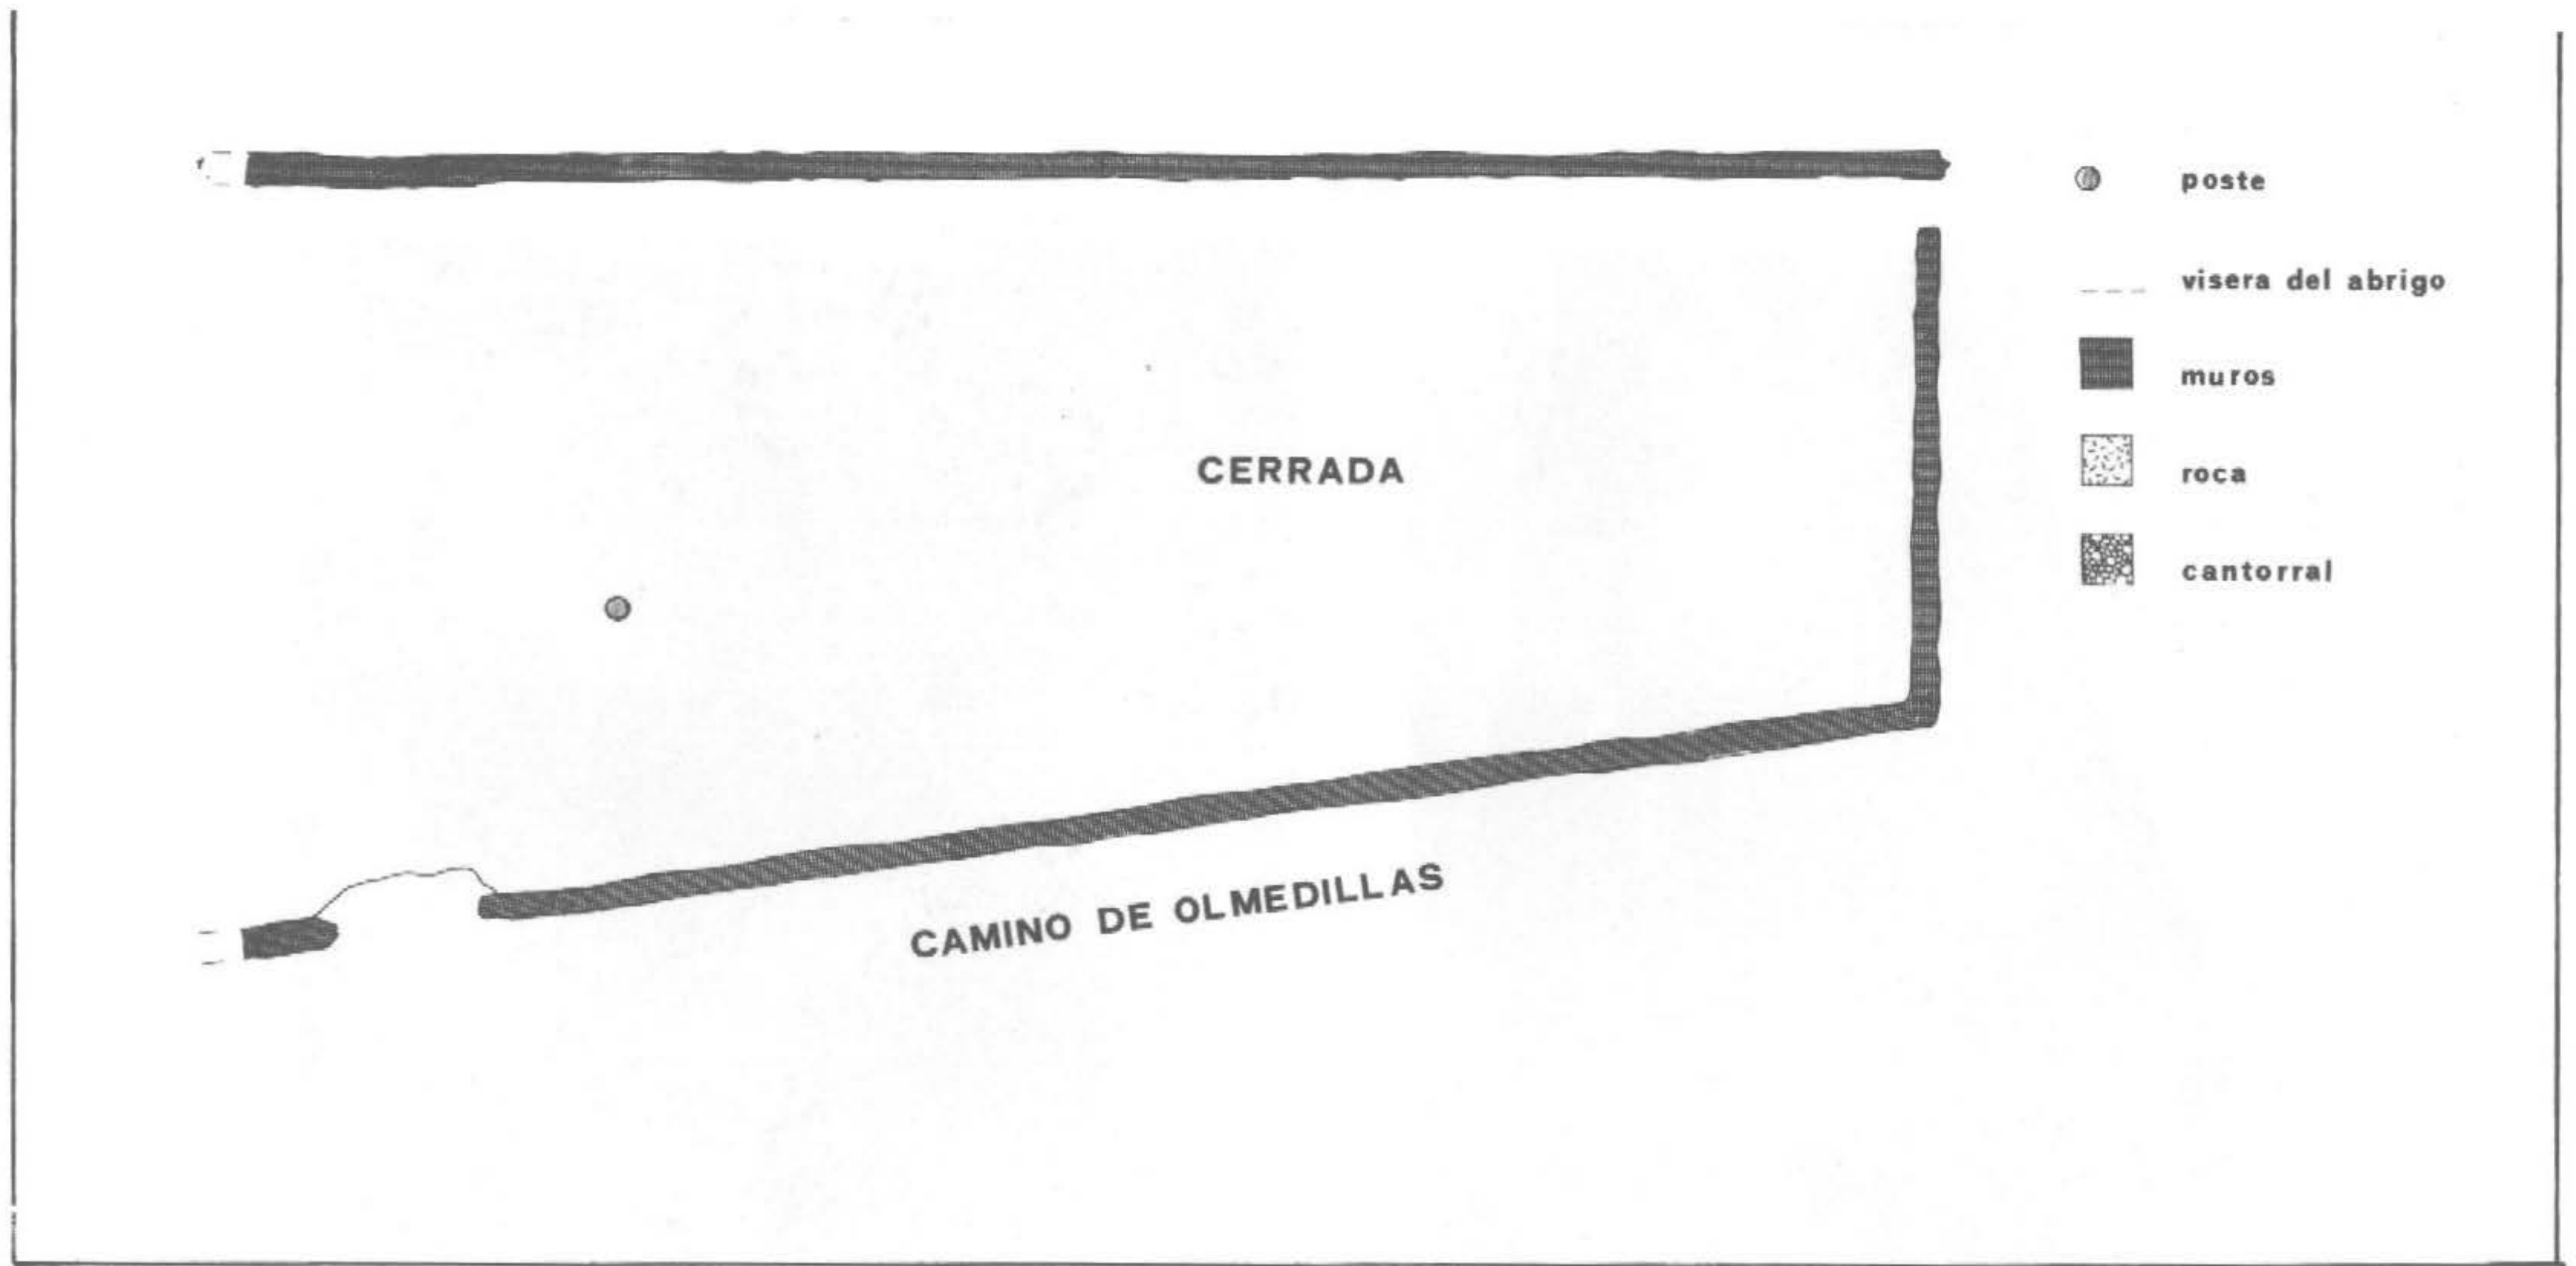 poste
visera del abrigo
muros
CERRADA
roca
cantorral
CAMINO DE OLMEDILLAS